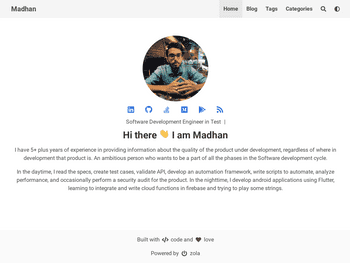 Madhan
Home Blog Tags Categories
Software Development Engineer in Test |
Hi there 👋 I am Madhan
I have 5+ plus years of experience in providing information about the quality of the product under development, regardless of where in
development that product is. An ambitious person who wants to be a part of all the phases in the Software development cycle.
In the daytime, I read the specs, create test cases, validate API, develop an automation framework, write scripts to automate, analyze
performance, and occasionally perform a security audit for the product. In the nighttime, I develop android applications using Flutter,
learning to integrate and write cloud functions in firebase and trying to play some strings.
Built with </> code and ♥ love
Powered by zola